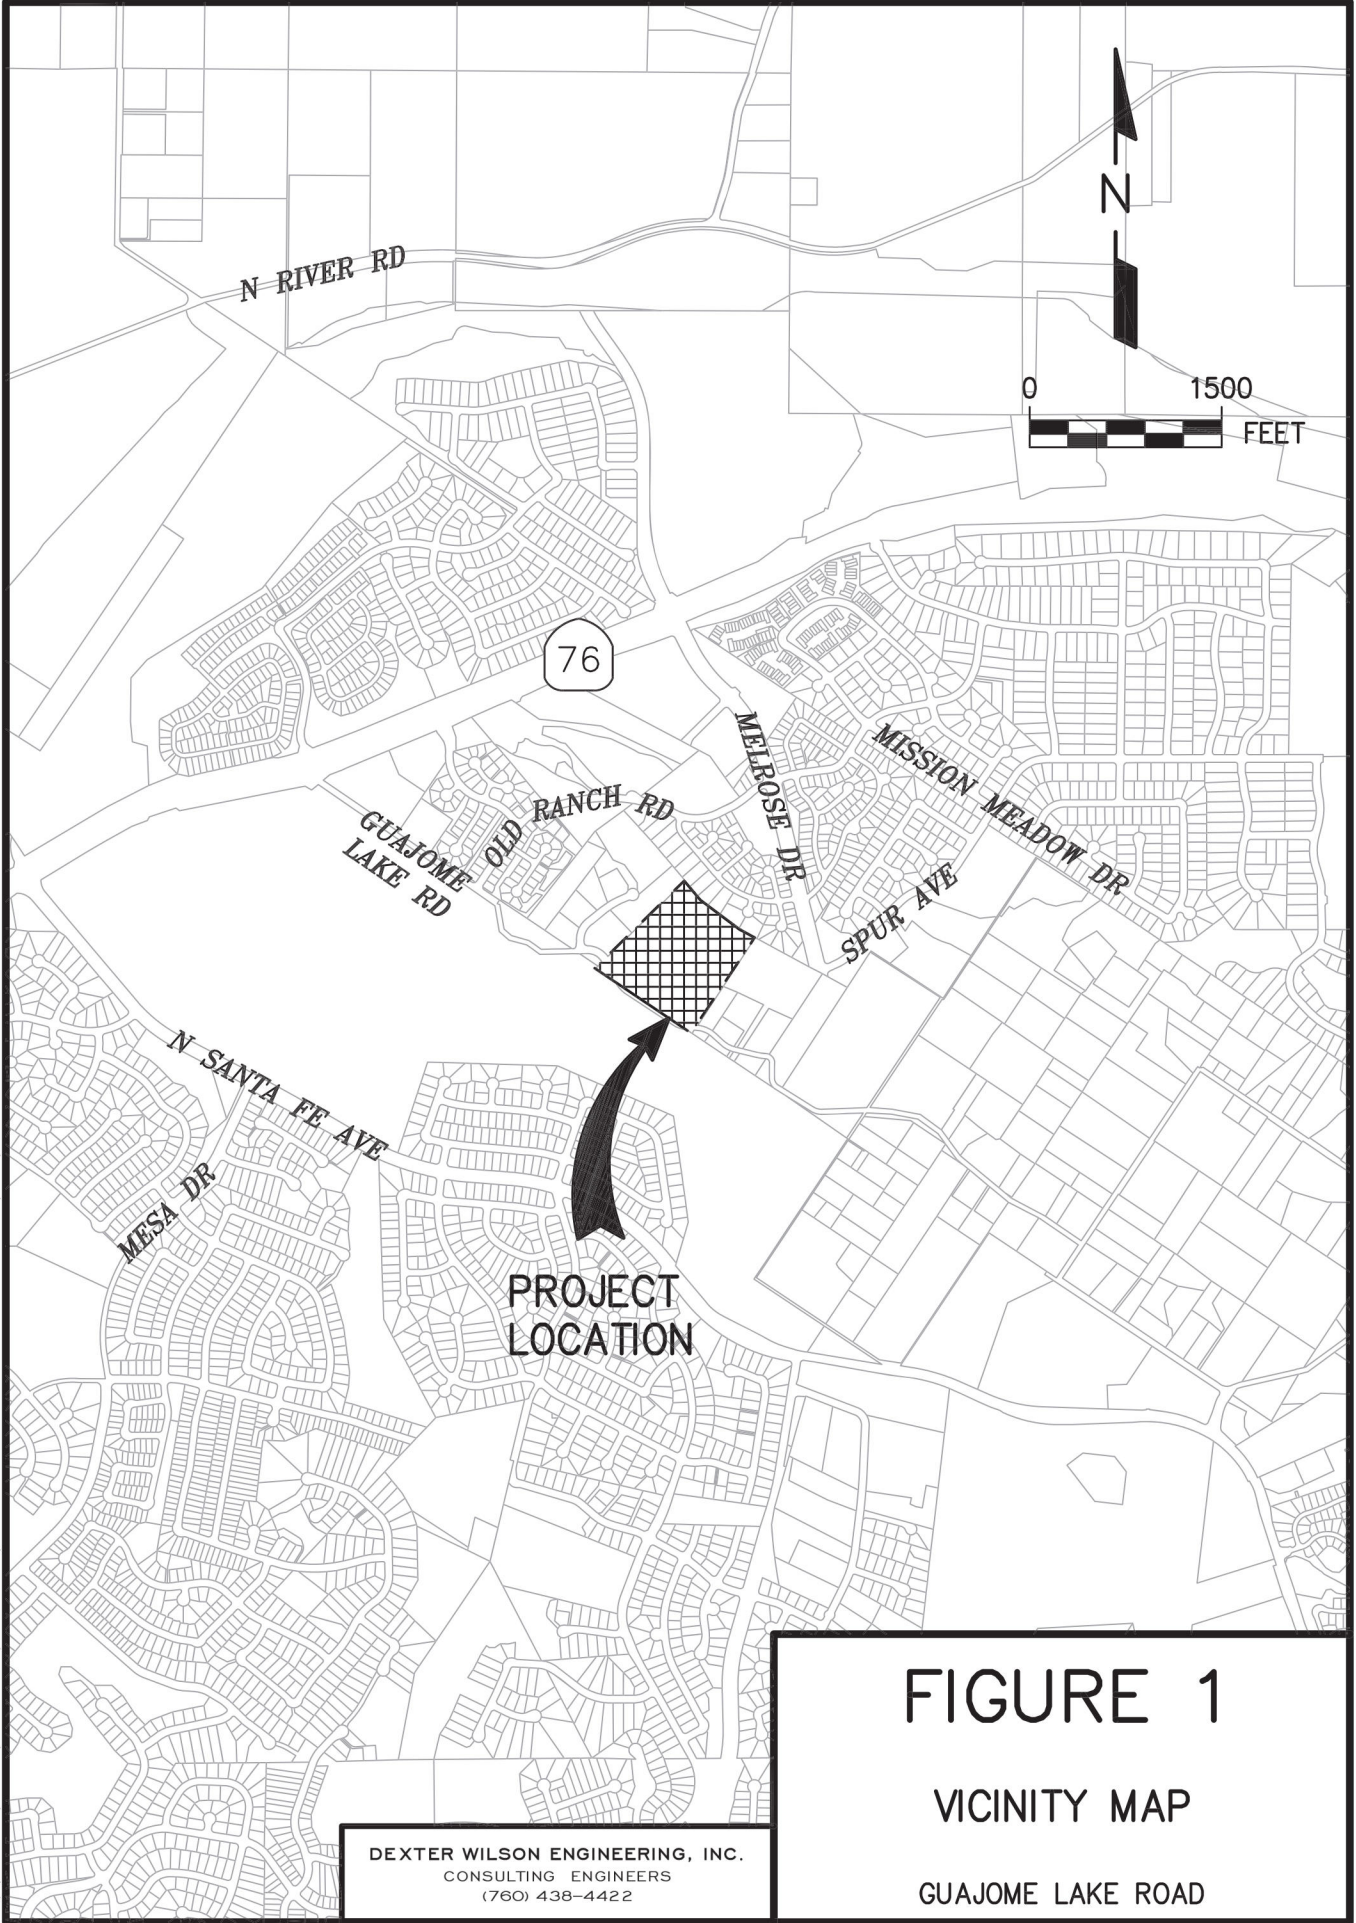 N
N RIVER RD
0 1500
FEET
76
MELROSE DR
MISSION MEADOW DR
OLD RANCH RD
GUAJOME
LAKE RD
SPUR AVE
N SANTA FE AVE
MESA DR
PROJECT
LOCATION
FIGURE 1
VICINITY MAP
GUAJOME LAKE ROAD
DEXTER WILSON ENGINEERING, INC.
CONSULTING ENGINEERS
(760) 438-4422